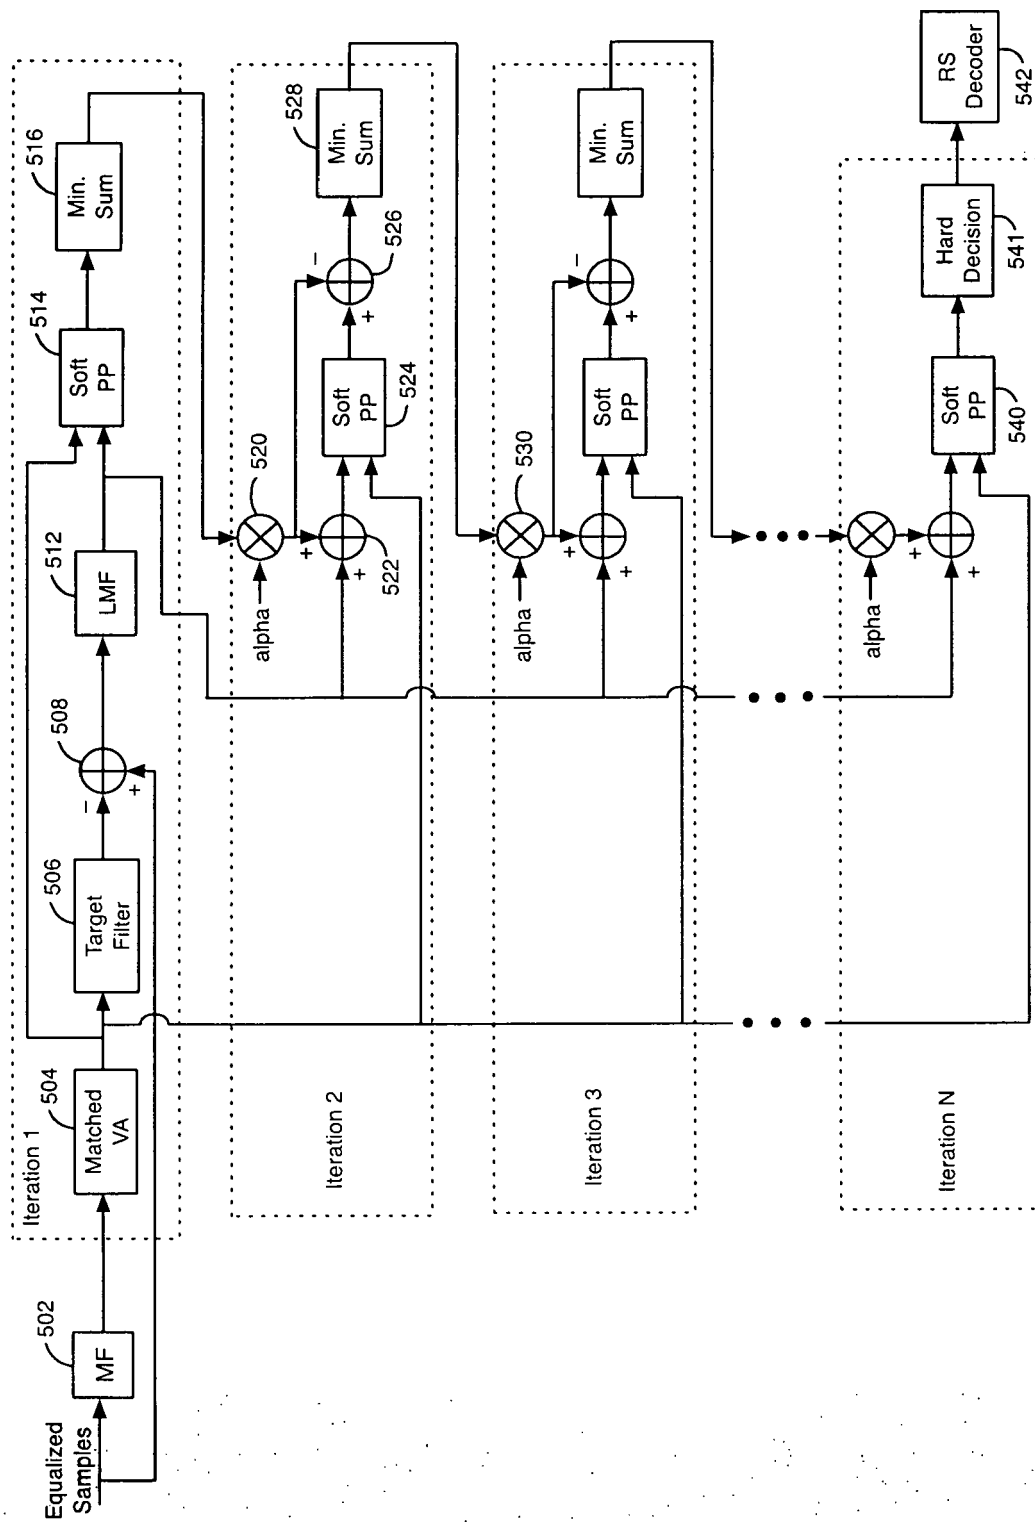 Equalized
Samples
502
MF
Iteration 1
504
Matched
VA
506
Target
Filter
508
−
+
512
LMF
514
Soft
PP
516
Min.
Sum
Iteration 2
alpha
520
+
+
522
Soft
PP
524
−
+
526
528
Min.
Sum
Iteration 3
alpha
530
+
+
Soft
PP
−
+
Min.
Sum
Iteration N
alpha
+
+
Soft
PP
540
Hard
Decision
541
RS
Decoder
542